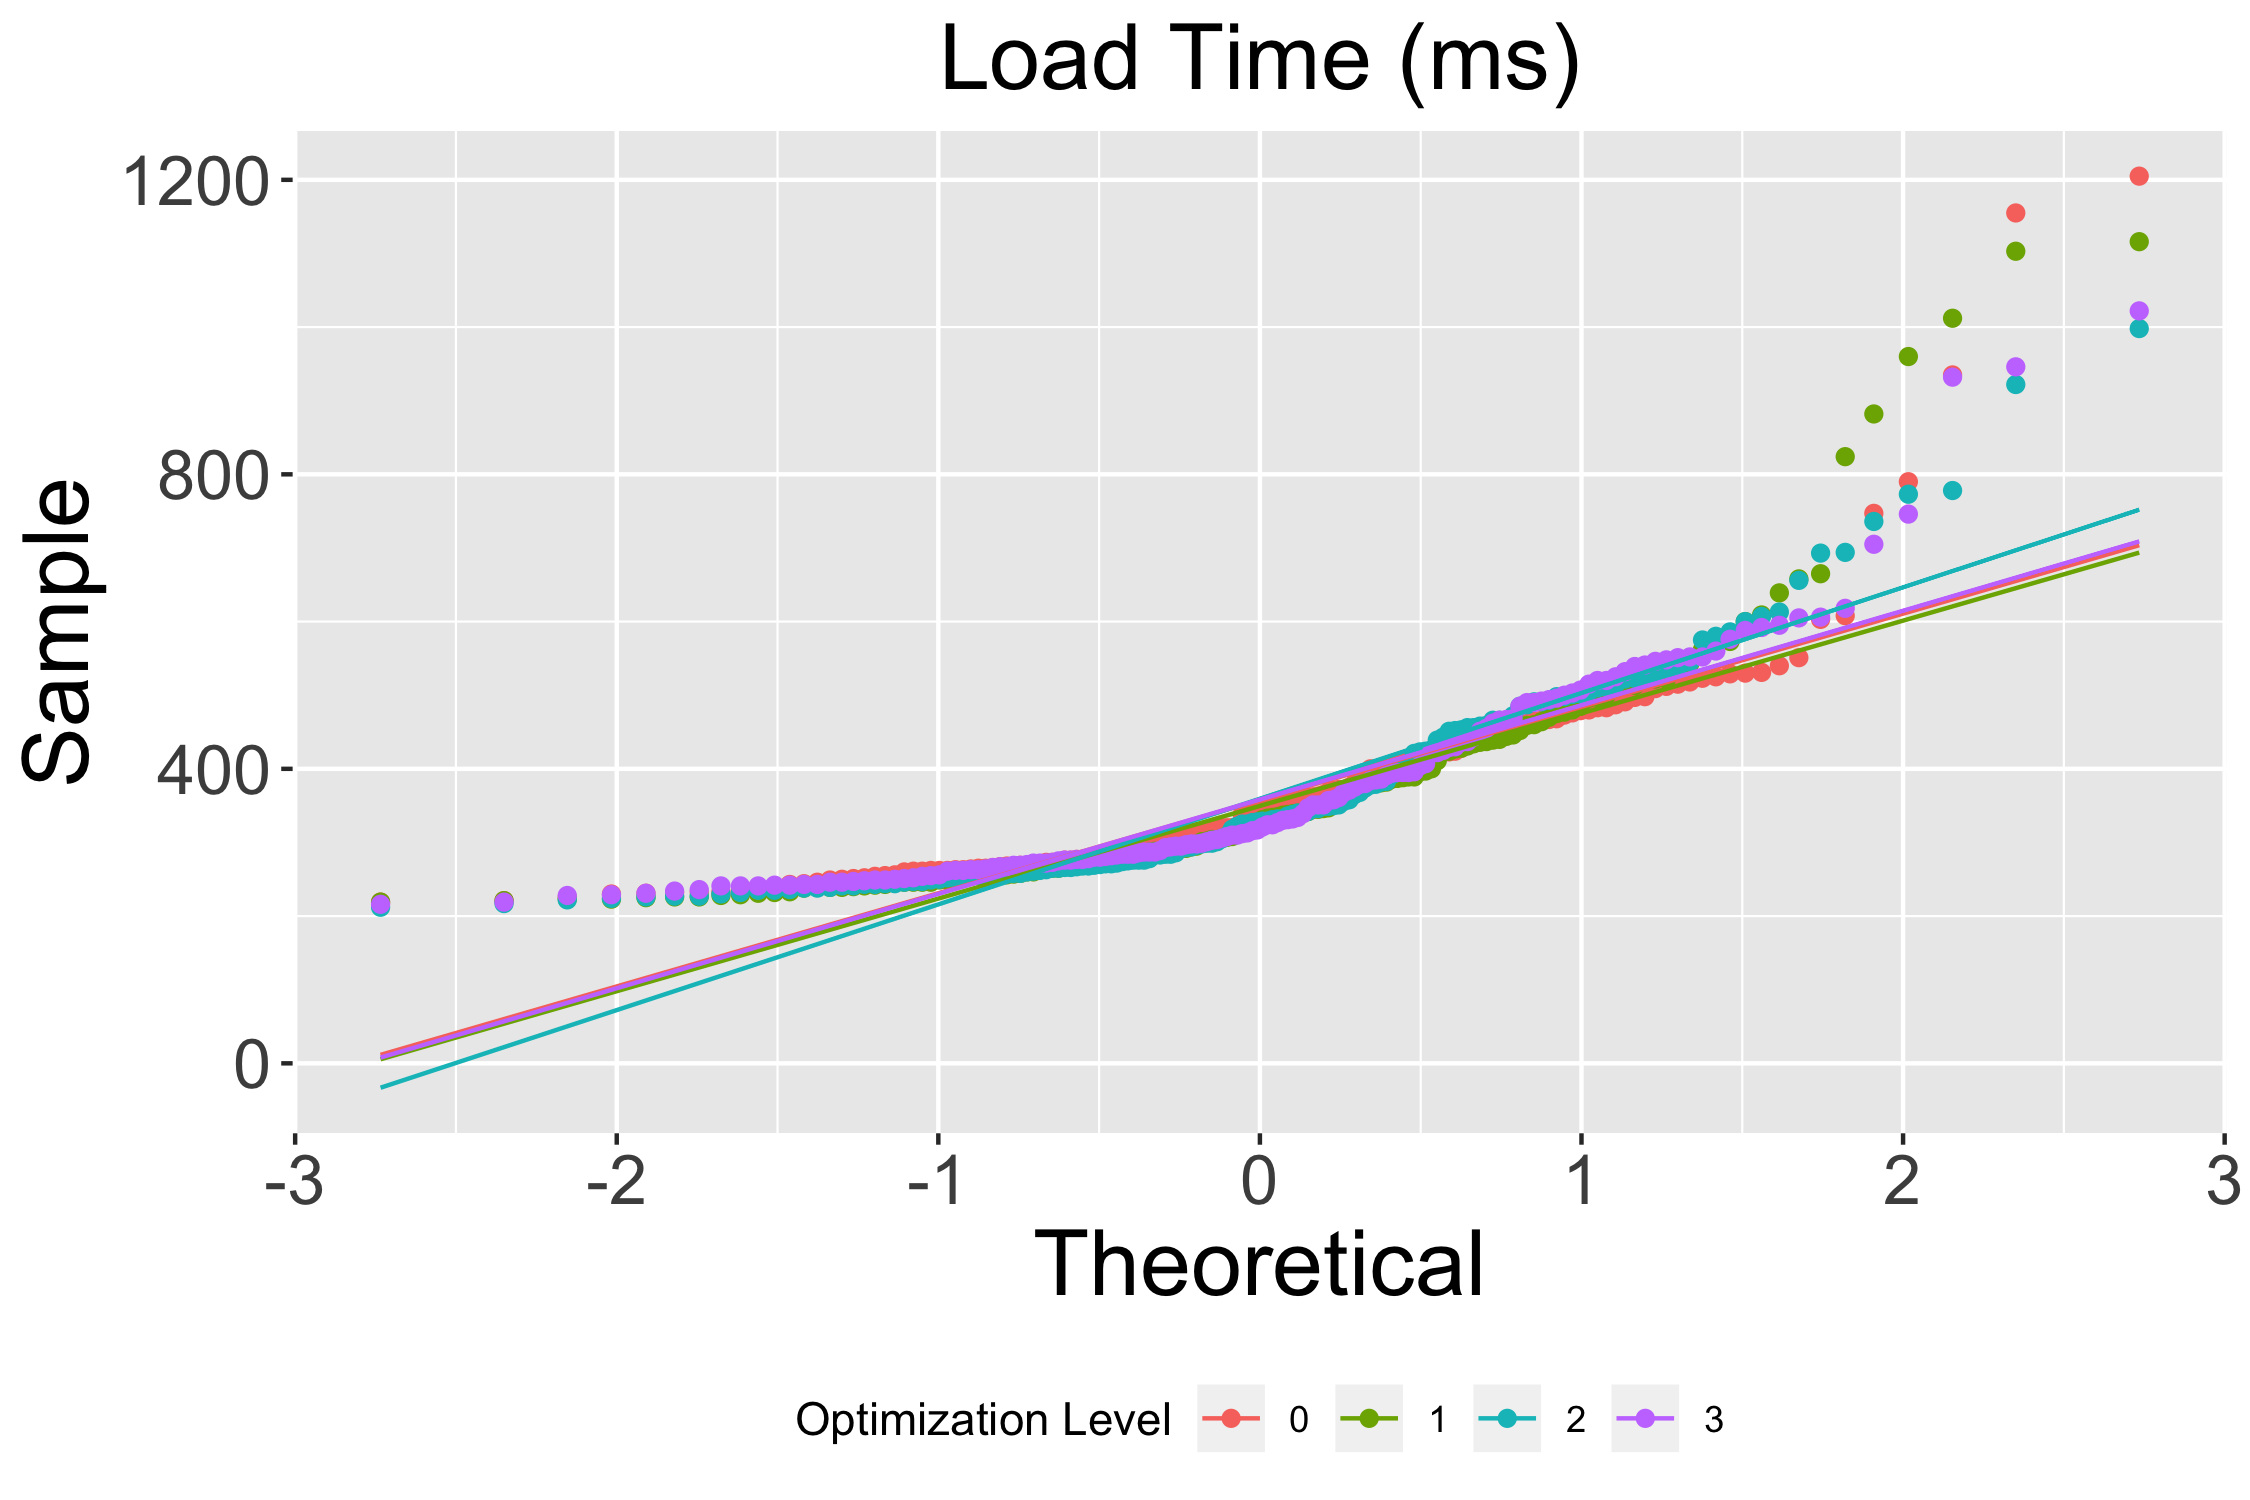 Load Time (ms)
1200
800
400
0
Sample
-3 -2 -1 0 1 2 3
Theoretical
Optimization Level 0 1 2 3